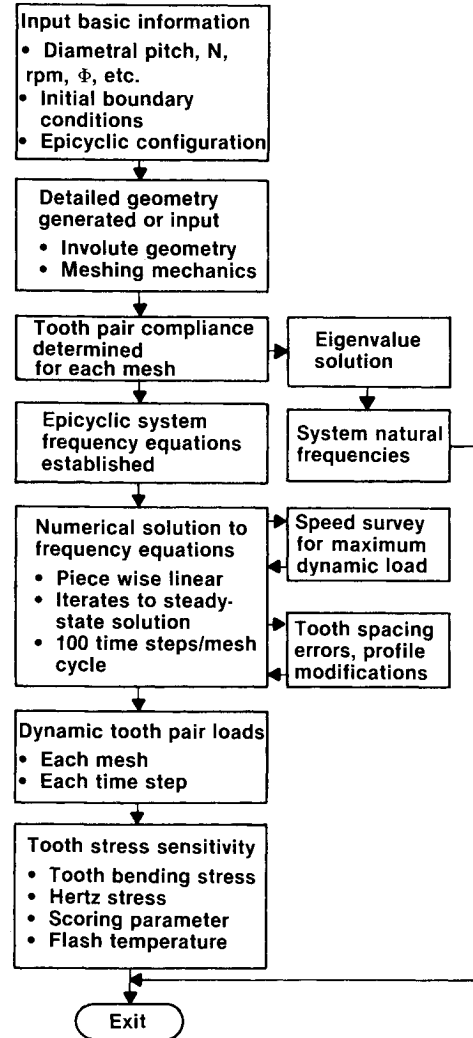 Input basic information
• Diametral pitch, N,
rpm, Φ, etc.
• Initial boundary
conditions
• Epicyclic configuration
Detailed geometry
generated or input
• Involute geometry
• Meshing mechanics
Tooth pair compliance
determined
for each mesh
Eigenvalue
solution
Epicyclic system
frequency equations
established
System natural
frequencies
Numerical solution to
frequency equations
• Piece wise linear
• Iterates to steady-
state solution
• 100 time steps/mesh
cycle
Speed survey
for maximum
dynamic load
Tooth spacing
errors, profile
modifications
Dynamic tooth pair loads
• Each mesh
• Each time step
Tooth stress sensitivity
• Tooth bending stress
• Hertz stress
• Scoring parameter
• Flash temperature
Exit